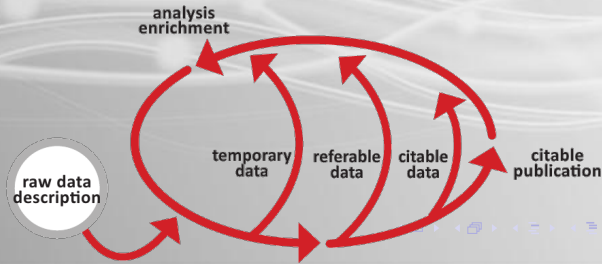 analysis
enrichment
temporary
data
referable
data
citable
data
citable
publication
raw data
description